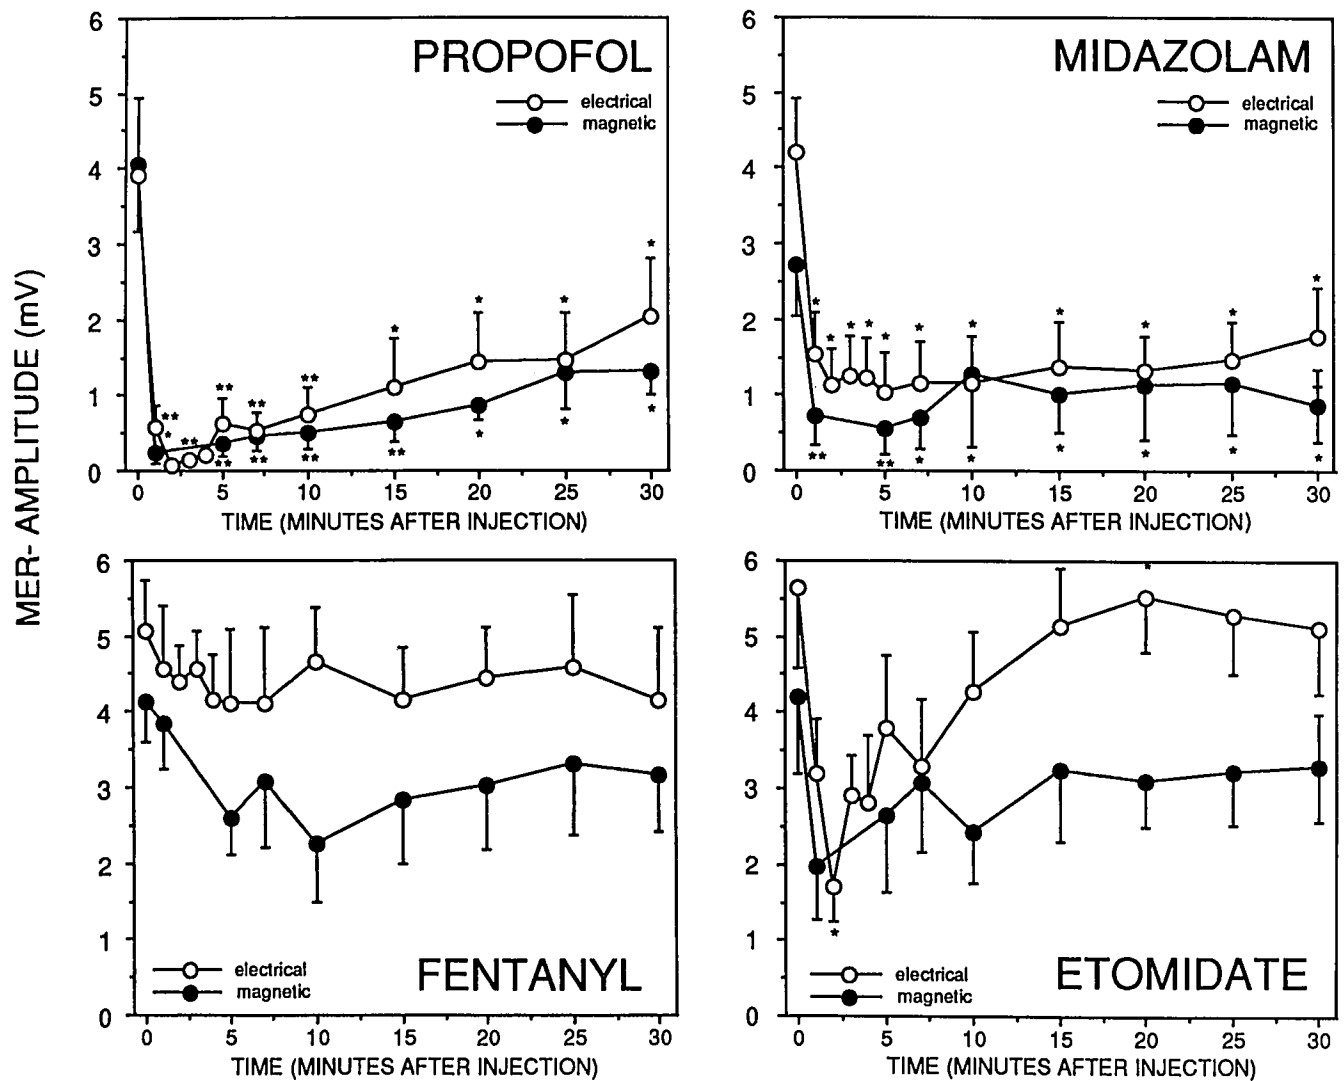 MER- AMPLITUDE (mV)
PROPOFOL
electrical
magnetic
6
5
4
3
2
1
0
** * ** ** ** ** * * * *
** ** ** ** * * *
0 5 10 15 20 25 30
TIME (MINUTES AFTER INJECTION)
MIDAZOLAM
electrical
magnetic
6
5
4
3
2
1
0
* * * * * * * * * * *
** ** * * * * * *
0 5 10 15 20 25 30
TIME (MINUTES AFTER INJECTION)
6
5
4
3
2
1
0
electrical
magnetic
FENTANYL
0 5 10 15 20 25 30
TIME (MINUTES AFTER INJECTION)
6
5
4
3
2
1
0
*
*
electrical
magnetic
ETOMIDATE
0 5 10 15 20 25 30
TIME (MINUTES AFTER INJECTION)